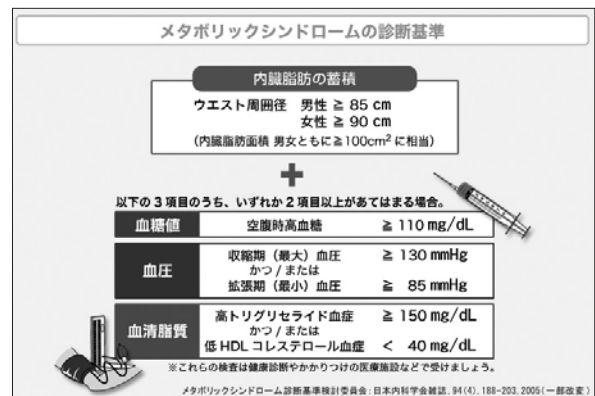 メタボリックシンドロームの診断基準
内臓脂肪の蓄積
ウエスト周囲径 男性 ≧ 85 cm
女性 ≧ 90 cm
(内臓脂肪面積 男女ともに≧100cm² に相当)
+
以下の3項目のうち、いずれか2項目以上があてはまる場合。
血糖値 空腹時高血糖 ≧ 110 mg/dL
血圧 収縮期(最大)血圧 ≧ 130 mmHg
かつ / または
拡張期(最小)血圧 ≧ 85 mmHg
血清脂質 高トリグリセライド血症 ≧ 150 mg/dL
かつ / または
低 HDL コレステロール血症 < 40 mg/dL
※これらの検査は健康診断やかかりつけの医療施設などで受けましょう。
メタボリックシンドローム診断基準検討委員会:日本内科学会雑誌. 94(4), 188-203, 2005(一部改変)